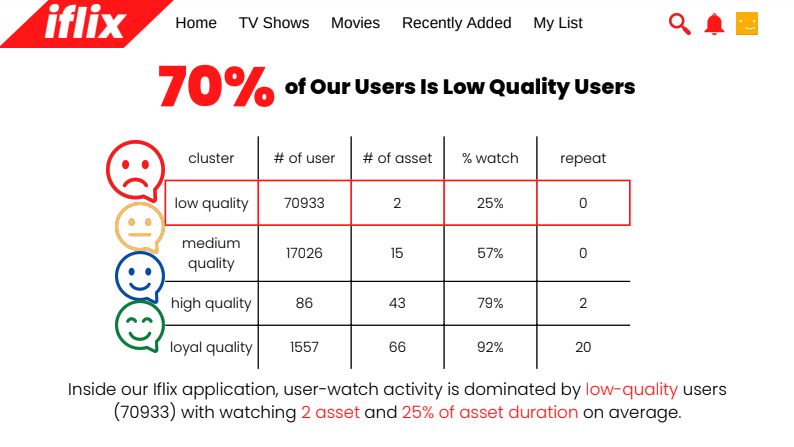 iflix
Home TV Shows Movies Recently Added My List
70% of Our Users Is Low Quality Users
cluster # of user # of asset % watch repeat
low quality 70933 2 25% 0
medium
quality 17026 15 57% 0
high quality 86 43 79% 2
loyal quality 1557 66 92% 20
Inside our Iflix application, user-watch activity is dominated by low-quality users
(70933) with watching 2 asset and 25% of asset duration on average.